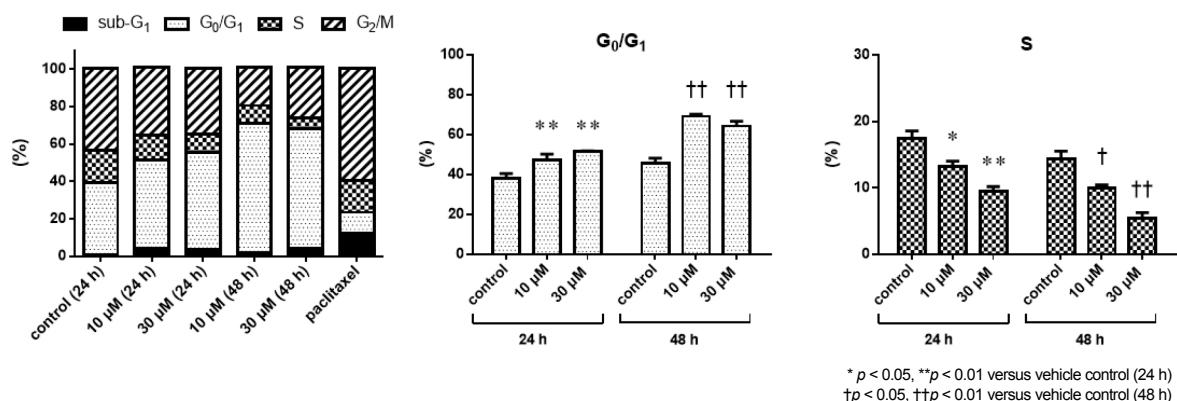 sub-G1 G0/G1 S G2/M
(%)
100
80
60
40
20
0
control (24 h)
10 µM (24 h)
30 µM (24 h)
10 µM (48 h)
30 µM (48 h)
paclitaxel
G0/G1
(%)
100
80
60
40
20
0
** ** †† ††
control 10 µM 30 µM control 10 µM 30 µM
24 h 48 h
S
(%)
30
20
10
0
* ** † ††
control 10 µM 30 µM control 10 µM 30 µM
24 h 48 h
* p < 0.05, **p < 0.01 versus vehicle control (24 h)
†p < 0.05, ††p < 0.01 versus vehicle control (48 h)